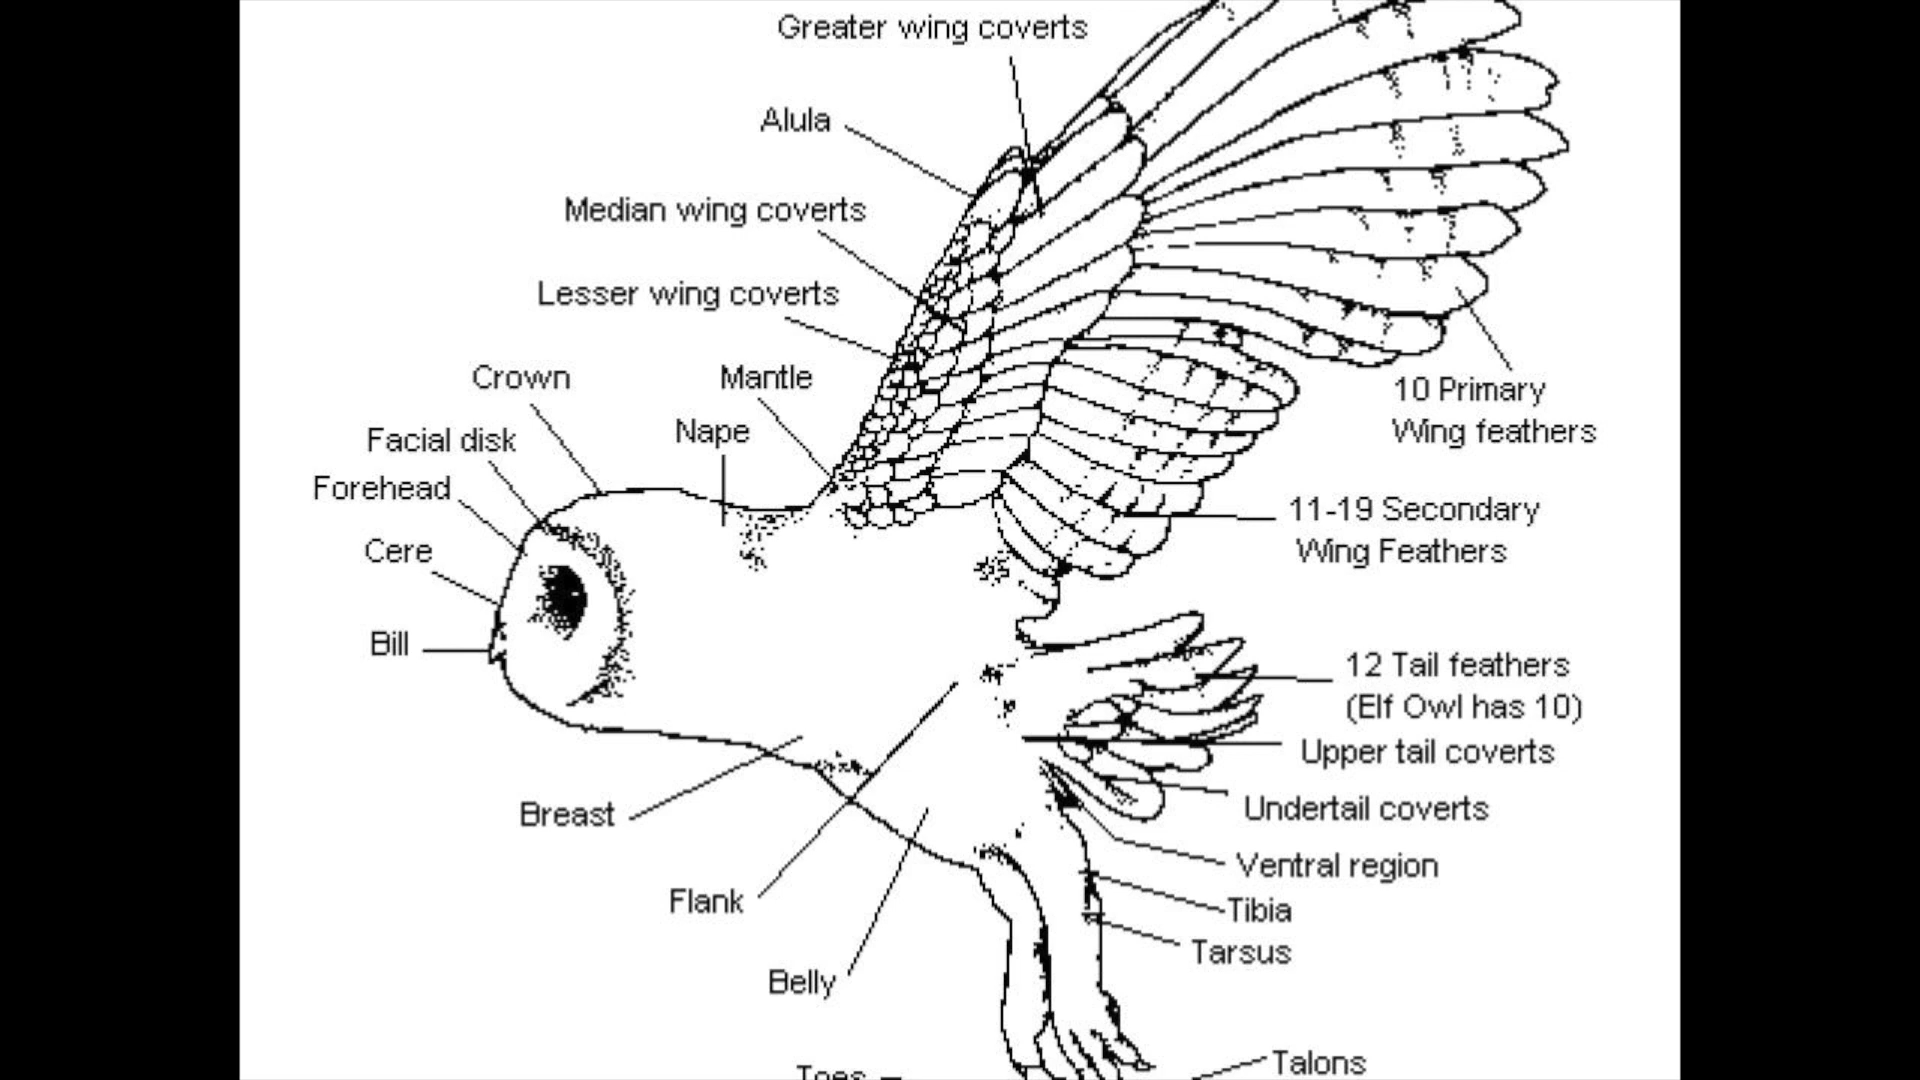 Greater wing coverts
Alula
Median wing coverts
Lesser wing coverts
Crown
Mantle
Nape
Facial disk
Forehead
Cere
Bill
10 Primary
Wing feathers
11-19 Secondary
Wing Feathers
12 Tail feathers
(Elf Owl has 10)
Upper tail coverts
Undertail coverts
Ventral region
Tibia
Tarsus
Breast
Flank
Belly
Talons
Toes